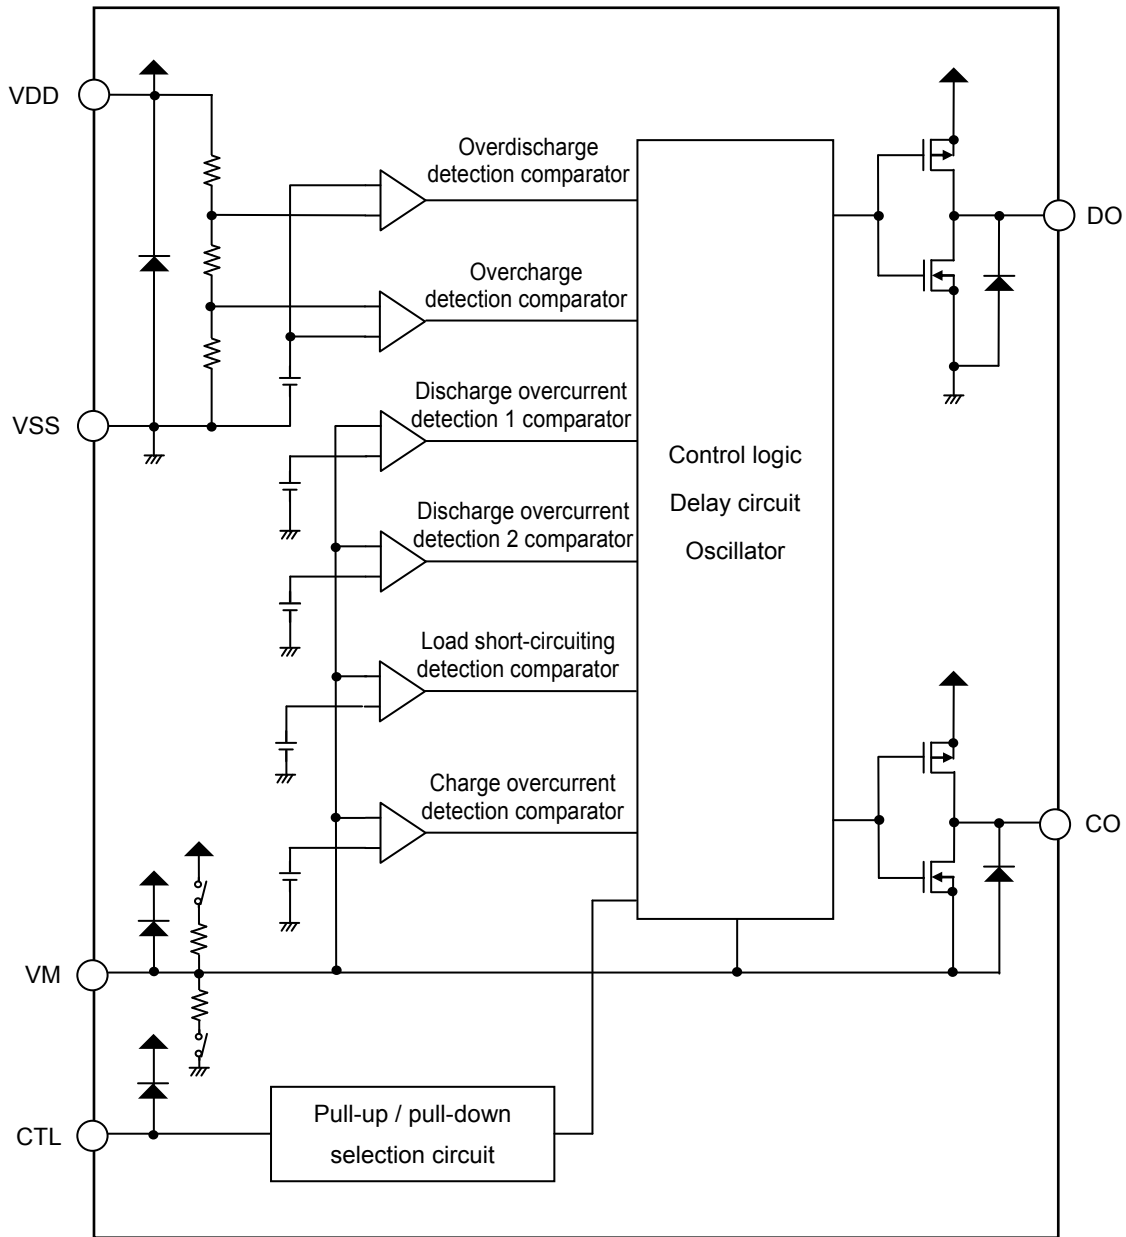 VDD
Overdischarge
detection comparator
DO
Overcharge
detection comparator
Discharge overcurrent
detection 1 comparator
VSS
Control logic
Delay circuit
Oscillator
Discharge overcurrent
detection 2 comparator
Load short-circuiting
detection comparator
Charge overcurrent
detection comparator
CO
VM
CTL
Pull-up / pull-down
selection circuit